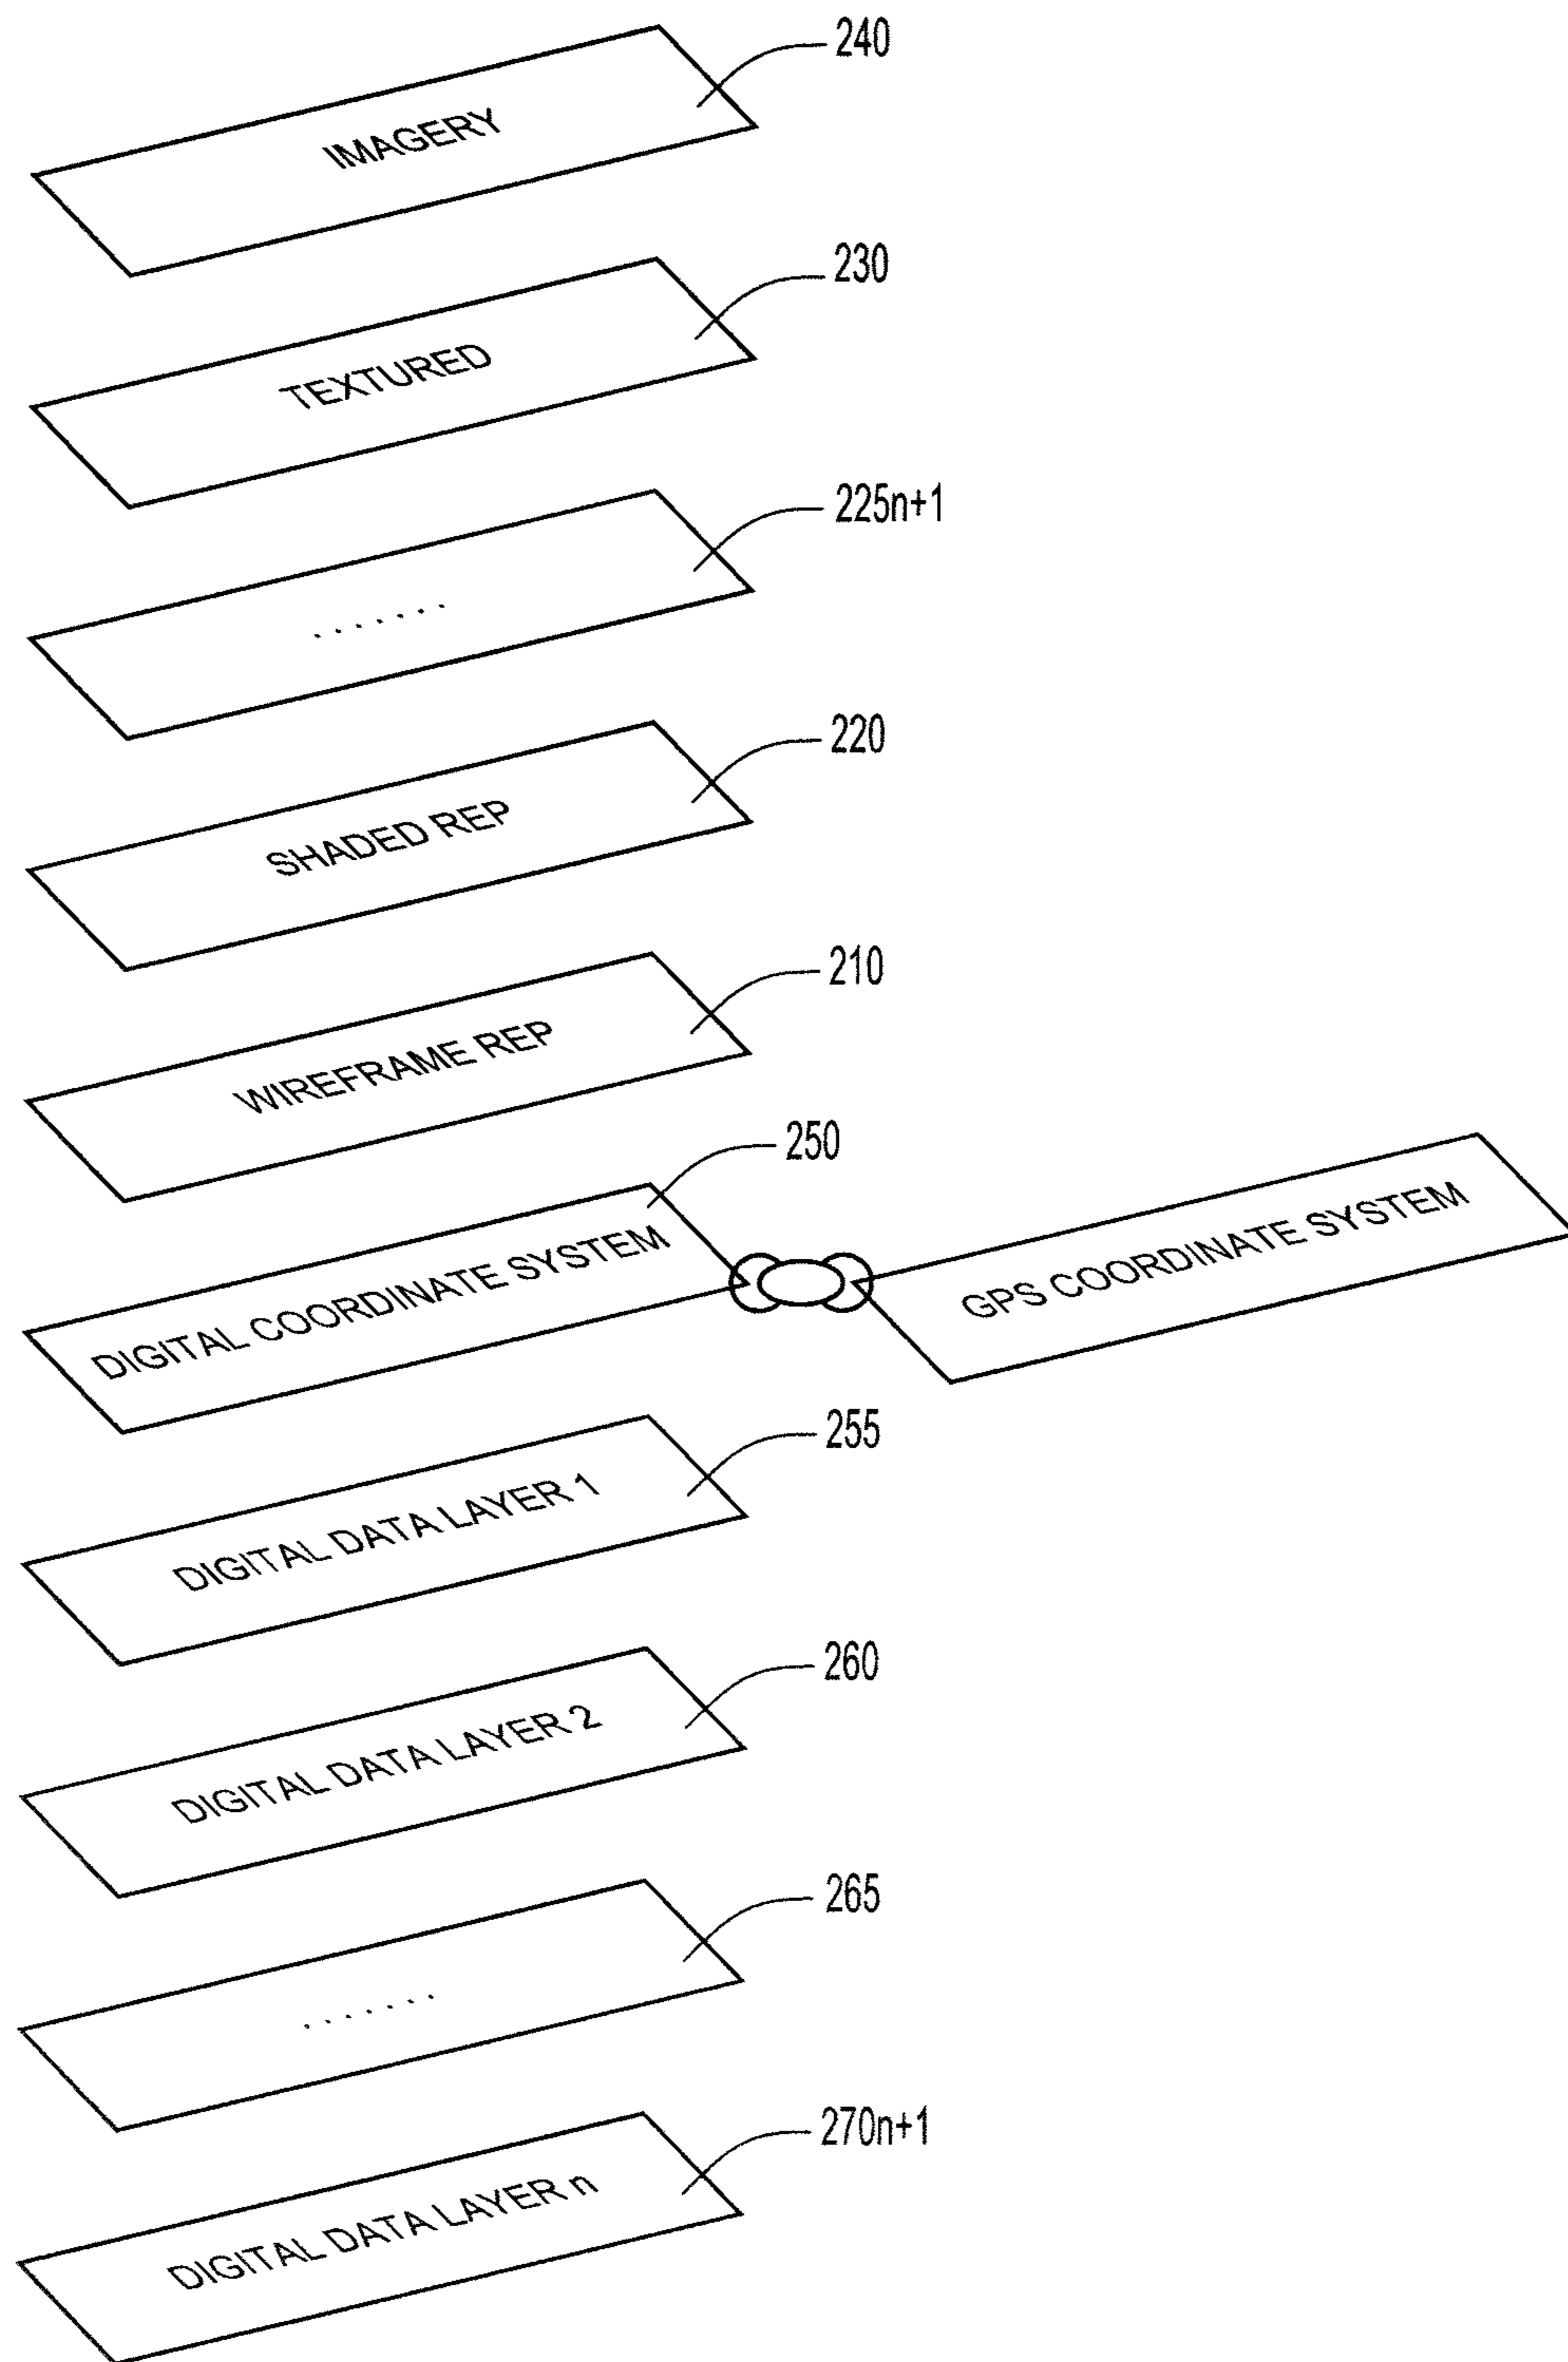 240
IMAGERY
230
TEXTURED
225n+1
.......
220
SHADED REP
210
WIREFRAME REP
250
DIGITAL COORDINATE SYSTEM
GPS COORDINATE SYSTEM
255
DIGITAL DATA LAYER 1
260
DIGITAL DATA LAYER 2
265
.......
270n+1
DIGITAL DATA LAYER n